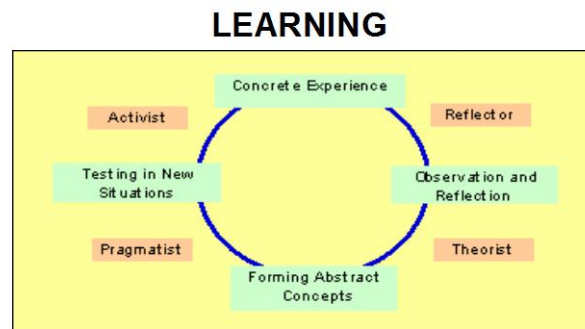 LEARNING
Concrete Experience
Activist
Reflector
Testing in New
Situations
Observation and
Reflection
Pragmatist
Theorist
Forming Abstract
Concepts